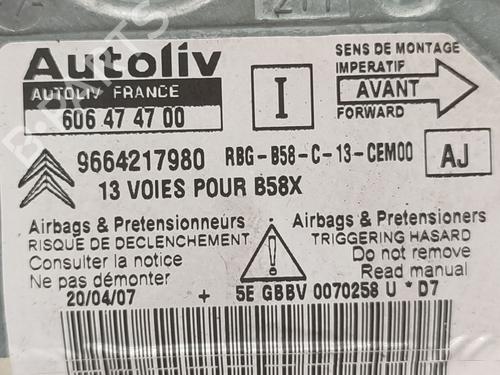 Autoliv
AUTOLIV FRANCE
606 47 47 00
I
SENS DE MONTAGE
IMPERATIF
AVANT
FORWARD
9664217980 RBG-B58-C-13-CEM00
AJ
13 VOIES POUR B58X
Airbags & Pretensionneurs
RISQUE DE DECLENCHEMENT
Consulter la notice
Ne pas démonter
Airbags & Pretensioners
TRIGGERING HASARD
Do not remove
Read manual
20/04/07 + 5E GBBV 0070258 U * D7